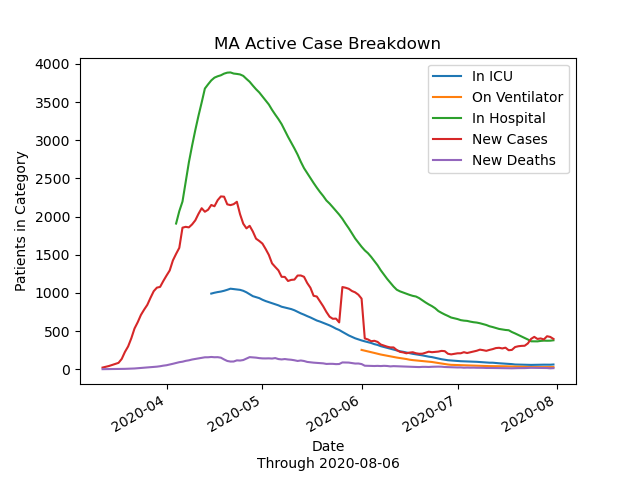 MA Active Case Breakdown
Patients in Category
4000
3500
3000
2500
2000
1500
1000
500
0
In ICU
On Ventilator
In Hospital
New Cases
New Deaths
2020-04
2020-05
2020-06
2020-07
2020-08
Date
Through 2020-08-06